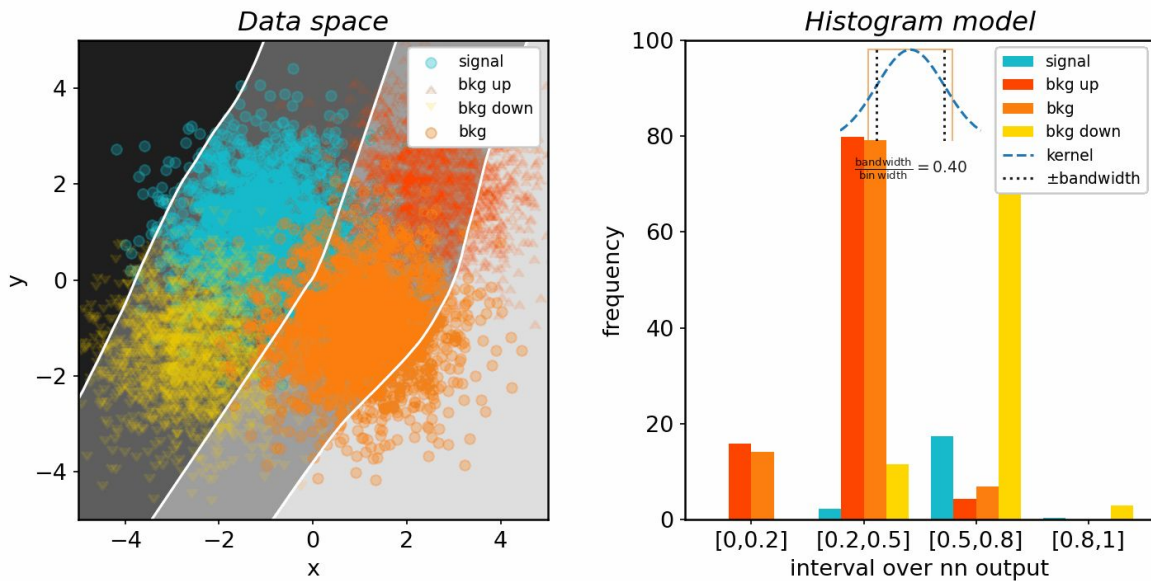 Data space
signal
bkg up
bkg down
bkg
4
2
0
−2
−4
y
−4
−2
0
2
4
x
Histogram model
100
80
60
40
20
0
frequency
signal
bkg up
bkg
bkg down
kernel
±bandwidth
bandwidth
bin width
= 0.40
[0,0.2]
[0.2,0.5]
[0.5,0.8]
[0.8,1]
interval over nn output